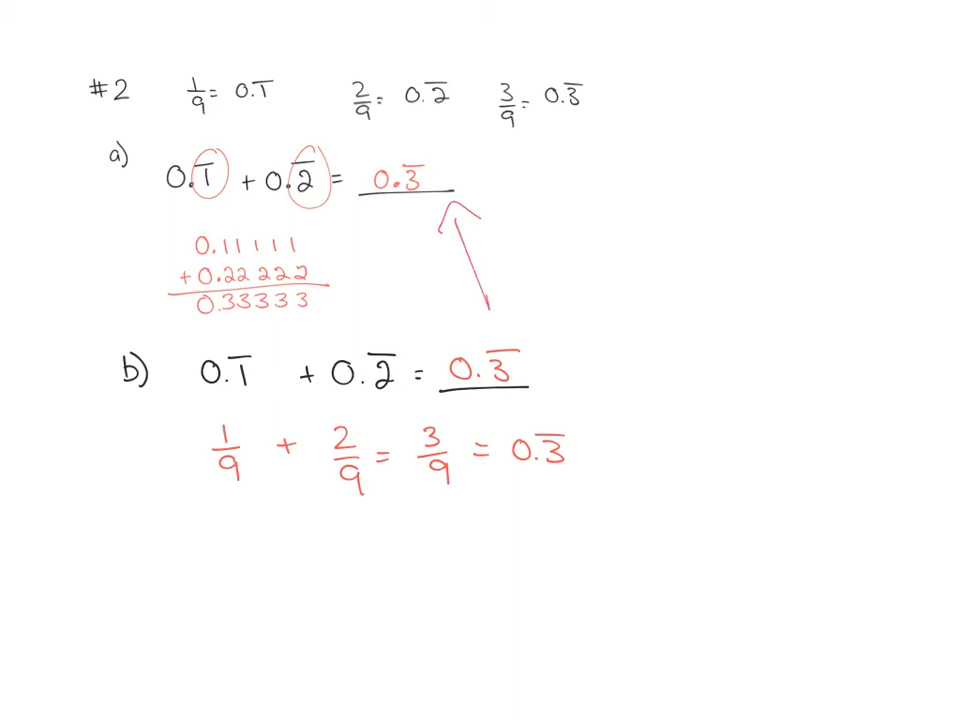 #2 1/9 = 0.1̅ 2/9 = 0.2̅ 3/9 = 0.3̅
a) 0.1̅ + 0.2̅ = 0.3̅
0.11111
+0.22222
0.33333
b) 0.1̅ + 0.2̅ = 0.3̅
1/9 + 2/9 = 3/9 = 0.3̅